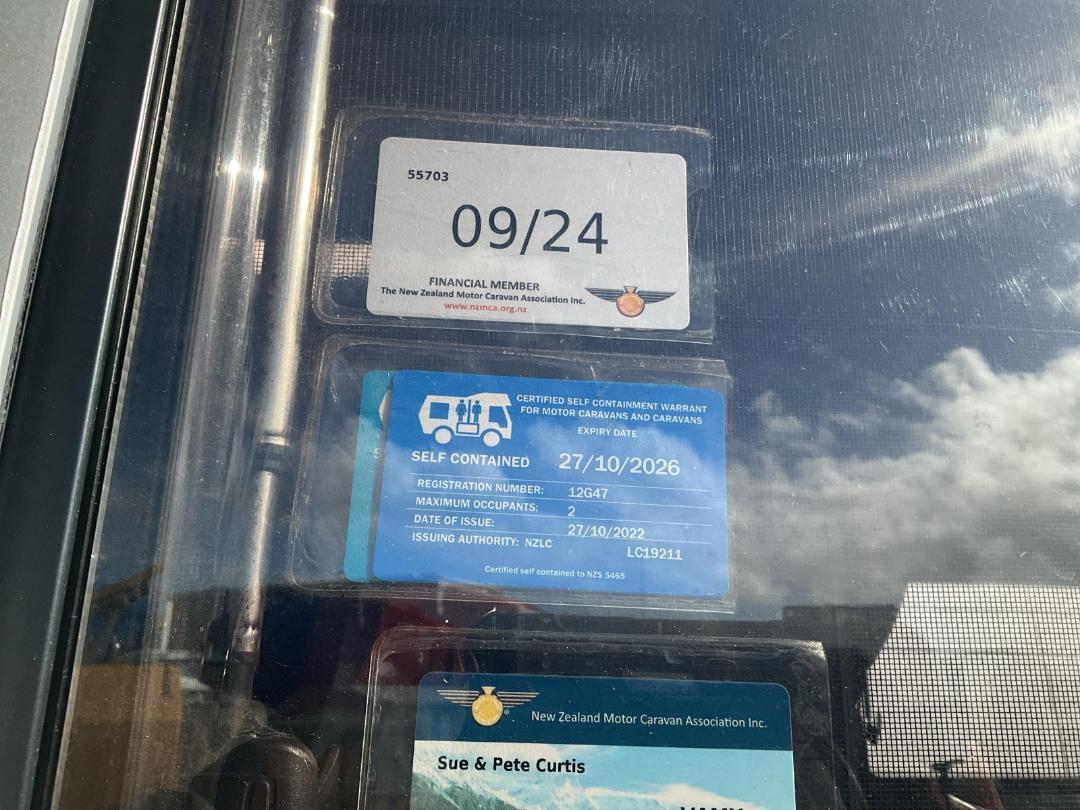 55703
09/24
FINANCIAL MEMBER
The New Zealand Motor Caravan Association Inc.
www.nzmca.org.nz
CERTIFIED SELF CONTAINMENT WARRANT
FOR MOTOR CARAVANS AND CARAVANS
EXPIRY DATE
SELF CONTAINED 27/10/2026
REGISTRATION NUMBER: 12G47
MAXIMUM OCCUPANTS: 2
DATE OF ISSUE: 27/10/2022
ISSUING AUTHORITY: NZLC LC19211
Certified self contained to NZS 5465
New Zealand Motor Caravan Association Inc.
Sue & Pete Curtis